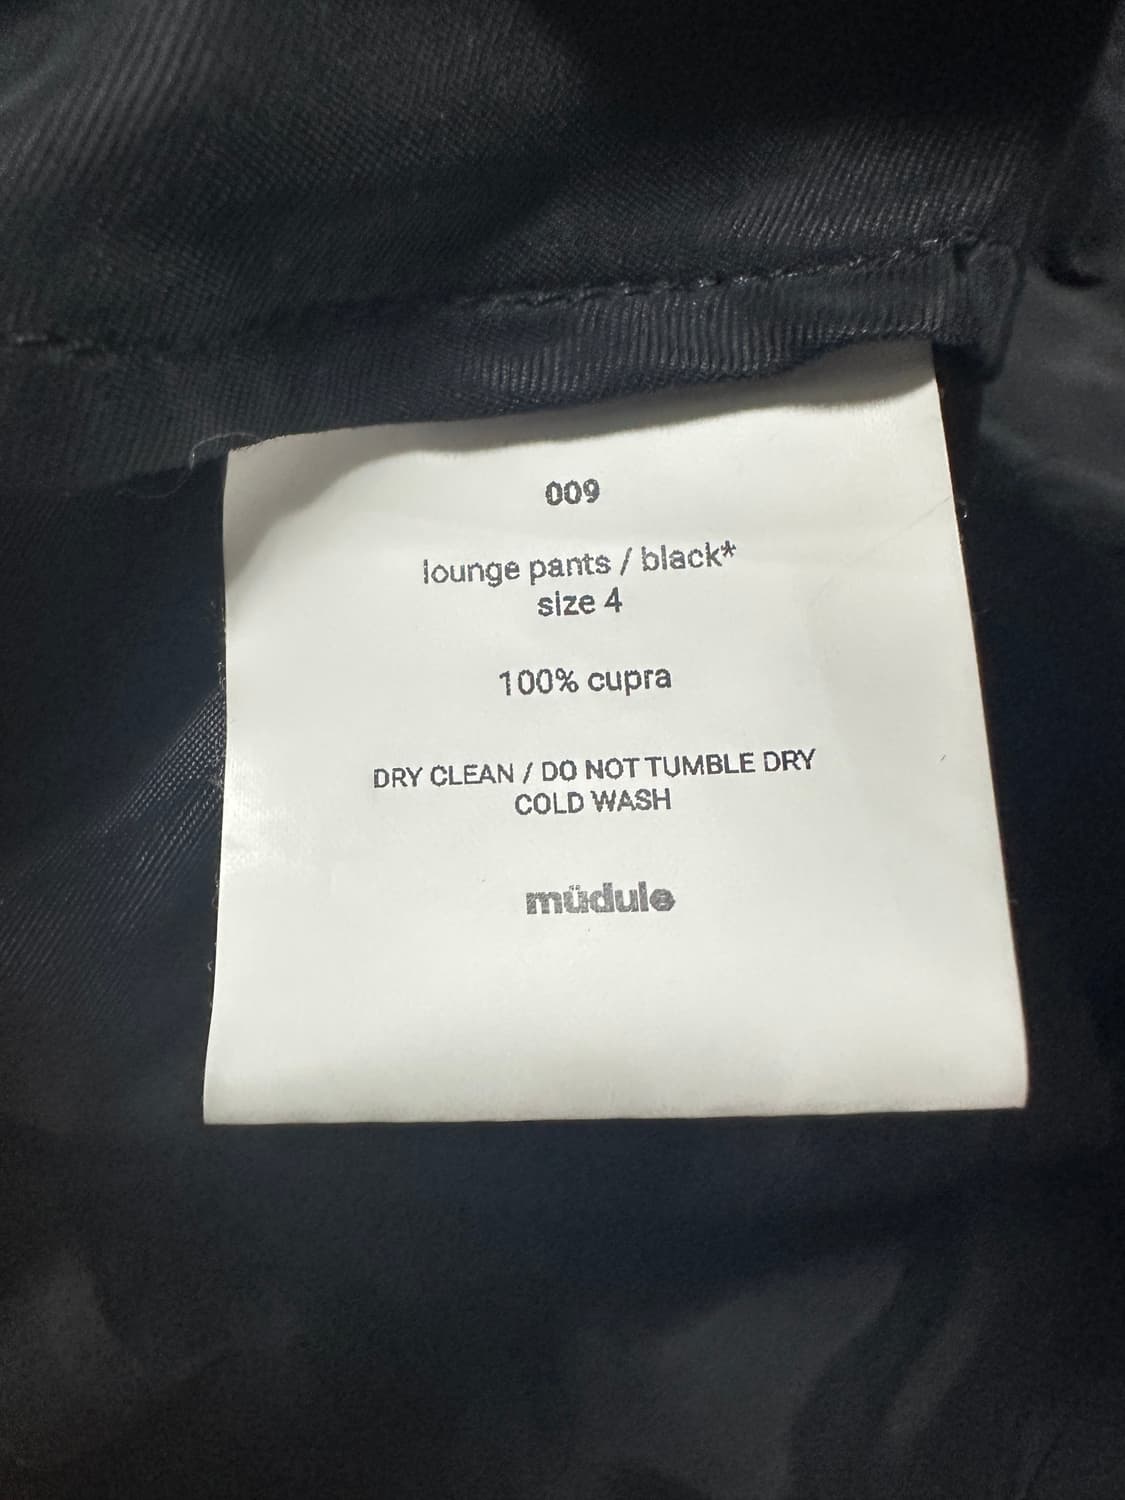 009
lounge pants / black*
size 4
100% cupra
DRY CLEAN / DO NOT TUMBLE DRY
COLD WASH
müdule